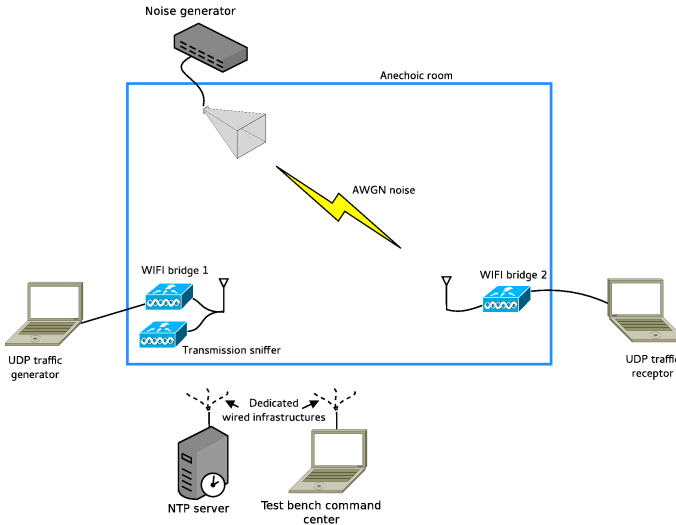 Noise generator
Anechoic room
AWGN noise
WIFI bridge 1
WIFI bridge 2
Transmission sniffer
UDP traffic
generator
UDP traffic
receptor
Dedicated
wired infrastructures
NTP server
Test bench command
center